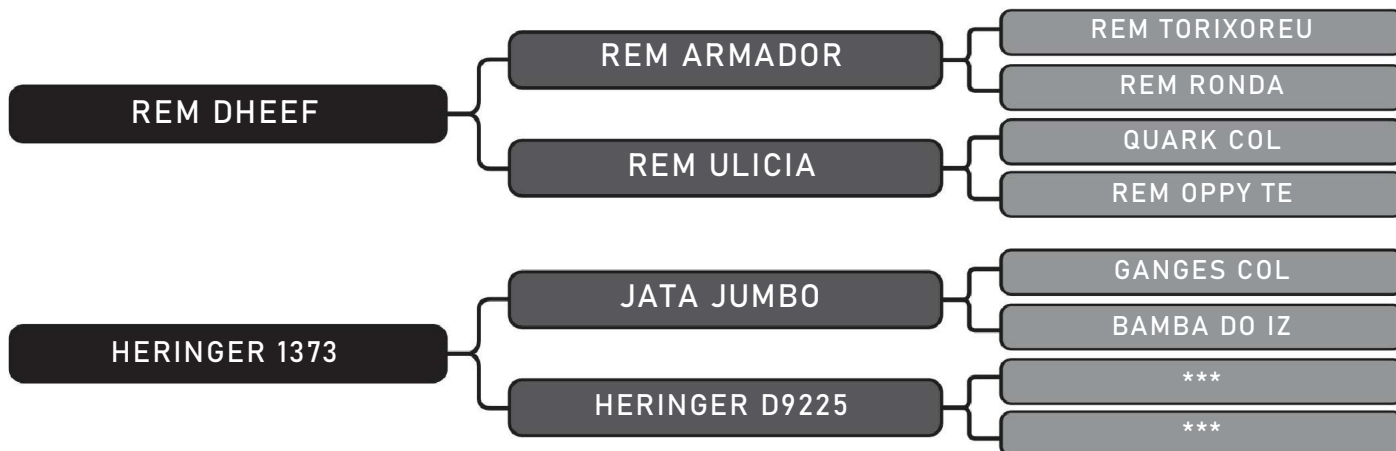 REM DHEEF
REM ARMADOR
REM ULICIA
REM TORIXOREU
REM RONDA
QUARK COL
REM OPPY TE
HERINGER 1373
JATA JUMBO
HERINGER D9225
GANGES COL
BAMBA DO IZ
***
***